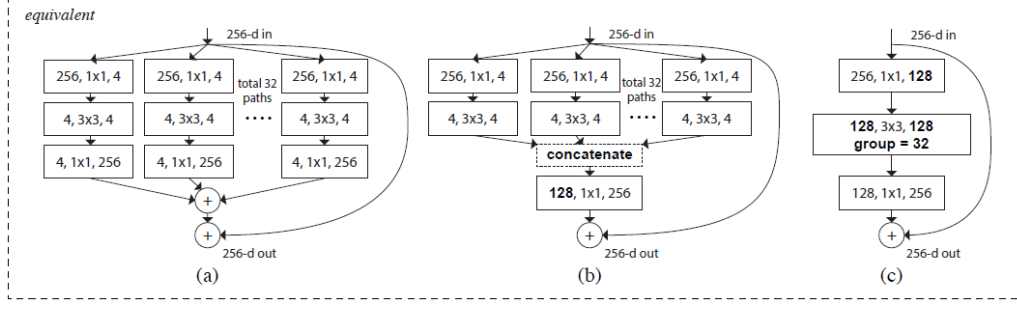 equivalent
256-d in
256, 1x1, 4
256, 1x1, 4
total 32
paths
256, 1x1, 4
4, 3x3, 4
4, 3x3, 4
....
4, 3x3, 4
4, 1x1, 256
4, 1x1, 256
4, 1x1, 256
+
+
256-d out
(a)
256-d in
256, 1x1, 4
256, 1x1, 4
total 32
paths
256, 1x1, 4
4, 3x3, 4
4, 3x3, 4
....
4, 3x3, 4
concatenate
128, 1x1, 256
+
256-d out
(b)
256-d in
256, 1x1, 128
128, 3x3, 128
group = 32
128, 1x1, 256
+
256-d out
(c)